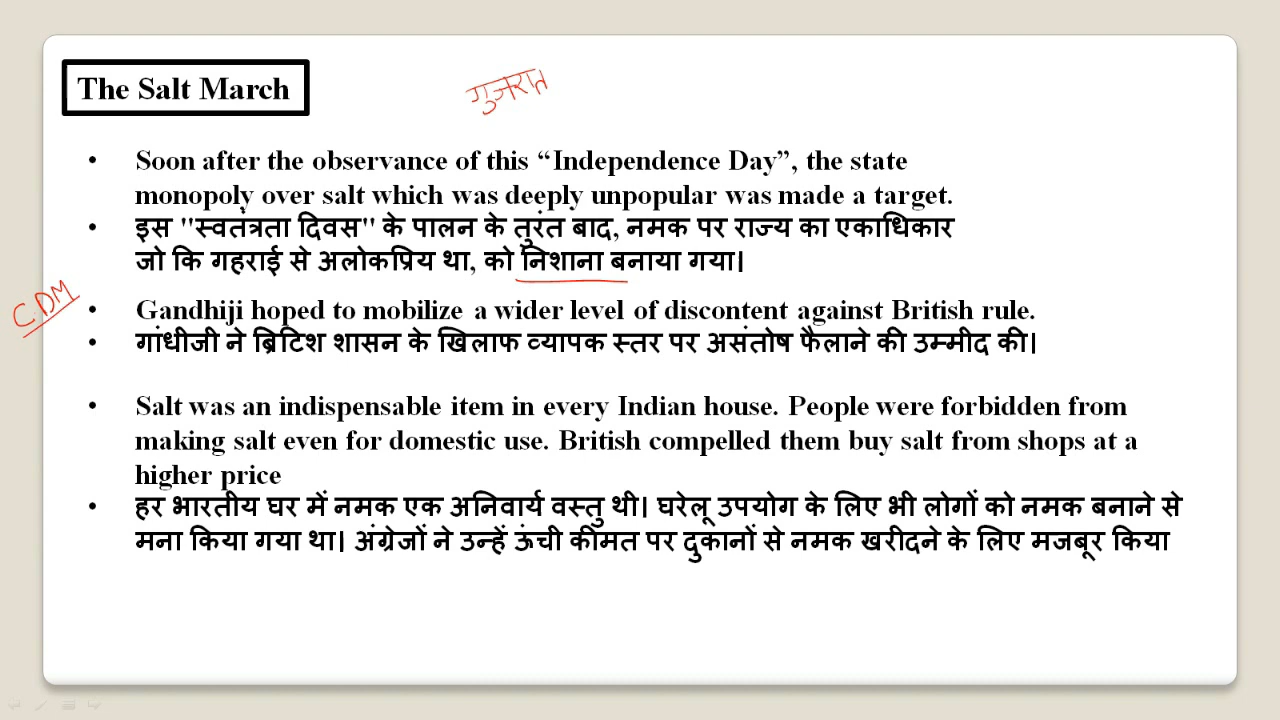 The Salt March
गुजरात
• Soon after the observance of this “Independence Day”, the state
monopoly over salt which was deeply unpopular was made a target.
• इस "स्वतंत्रता दिवस" के पालन के तुरंत बाद, नमक पर राज्य का एकाधिकार
जो कि गहराई से अलोकप्रिय था, को निशाना बनाया गया।
C.DM
• Gandhiji hoped to mobilize a wider level of discontent against British rule.
• गांधीजी ने ब्रिटिश शासन के खिलाफ व्यापक स्तर पर असंतोष फैलाने की उम्मीद की।
• Salt was an indispensable item in every Indian house. People were forbidden from
making salt even for domestic use. British compelled them buy salt from shops at a
higher price
• हर भारतीय घर में नमक एक अनिवार्य वस्तु थी। घरेलू उपयोग के लिए भी लोगों को नमक बनाने से
मना किया गया था। अंग्रेजों ने उन्हें ऊंची कीमत पर दुकानों से नमक खरीदने के लिए मजबूर किया